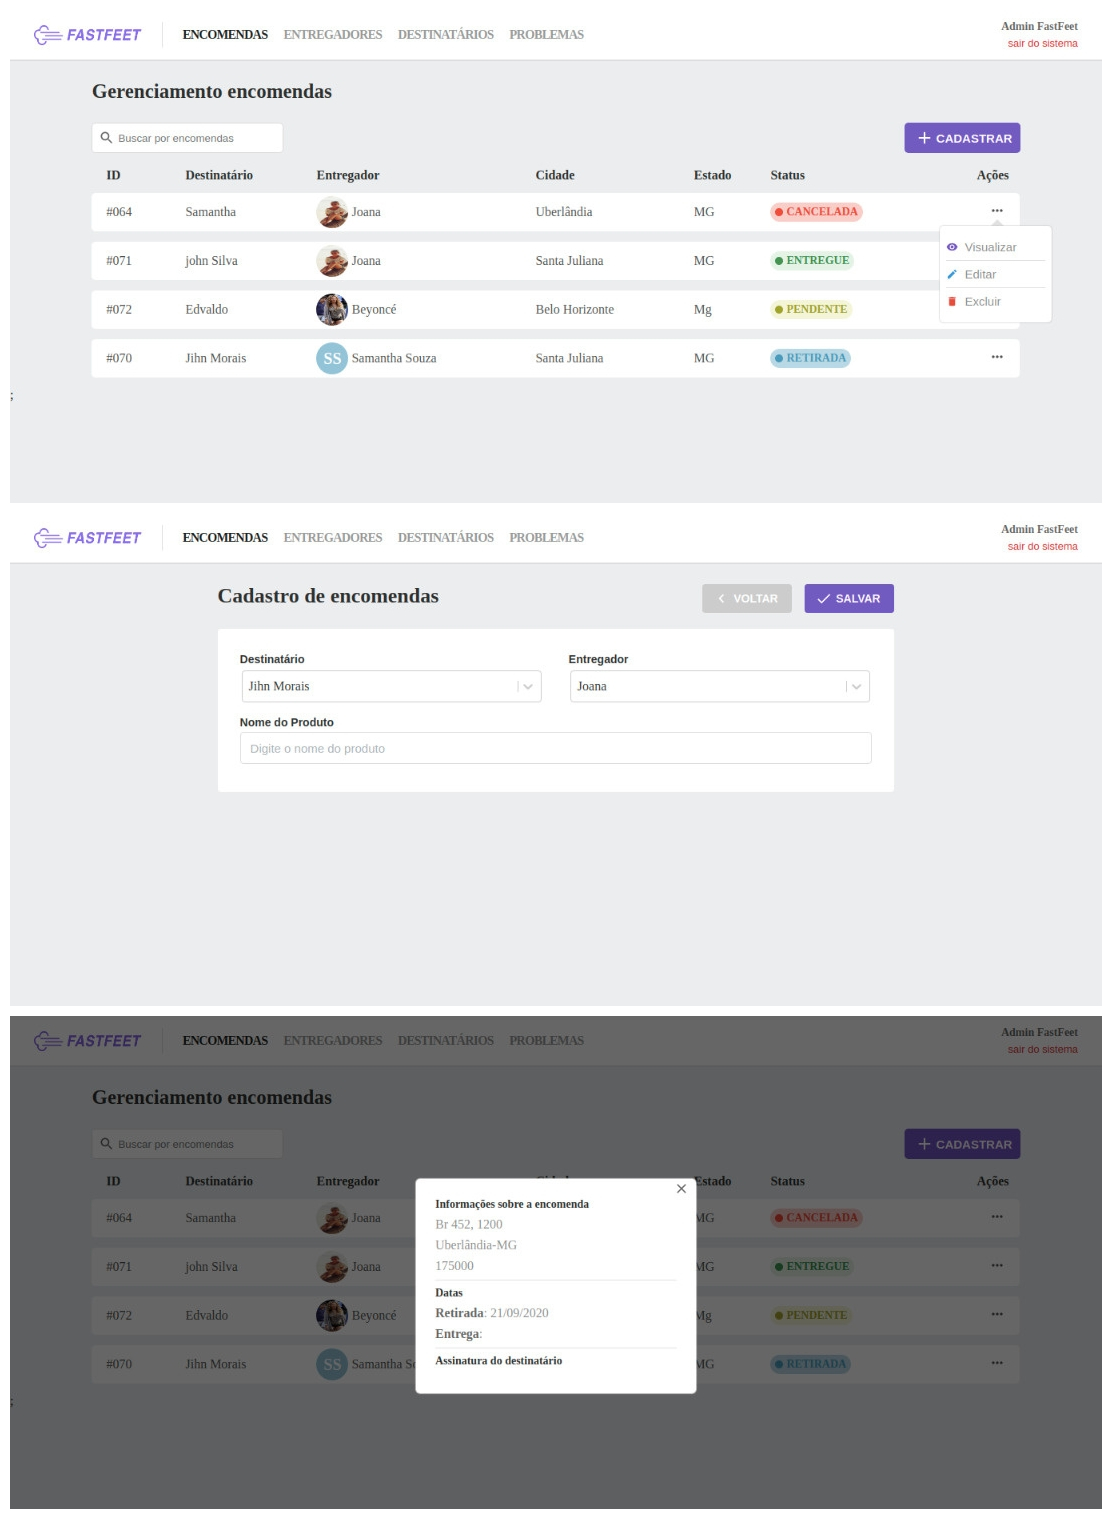 FASTFEET ENCOMENDAS ENTREGADORES DESTINATÁRIOS PROBLEMAS Admin FastFeet
sair do sistema
Gerenciamento encomendas
Buscar por encomendas CADASTRAR
ID Destinatário Entregador Cidade Estado Status Ações
#064 Samantha Joana Uberlândia MG CANCELADA ...
Visualizar
#071 john Silva Joana Santa Juliana MG ENTREGUE
Editar
Excluir
#072 Edvaldo Beyoncé Belo Horizonte Mg PENDENTE
#070 Jihn Morais SS Samantha Souza Santa Juliana MG RETIRADA ...
;
FASTFEET ENCOMENDAS ENTREGADORES DESTINATÁRIOS PROBLEMAS Admin FastFeet
sair do sistema
Cadastro de encomendas VOLTAR SALVAR
Destinatário Entregador
Jihn Morais Joana
Nome do Produto
Digite o nome do produto
FASTFEET ENCOMENDAS ENTREGADORES DESTINATÁRIOS PROBLEMAS Admin FastFeet
sair do sistema
Gerenciamento encomendas
Buscar por encomendas CADASTRAR
ID Destinatário Entregador Estado Status Ações
#064 Samantha Joana MG CANCELADA ...
#071 john Silva Joana MG ENTREGUE ...
#072 Edvaldo Beyoncé Mg PENDENTE ...
#070 Jihn Morais SS Samantha MG RETIRADA ...
;
Informações sobre a encomenda
Br 452, 1200
Uberlândia-MG
175000
Datas
Retirada: 21/09/2020
Entrega:
Assinatura do destinatário